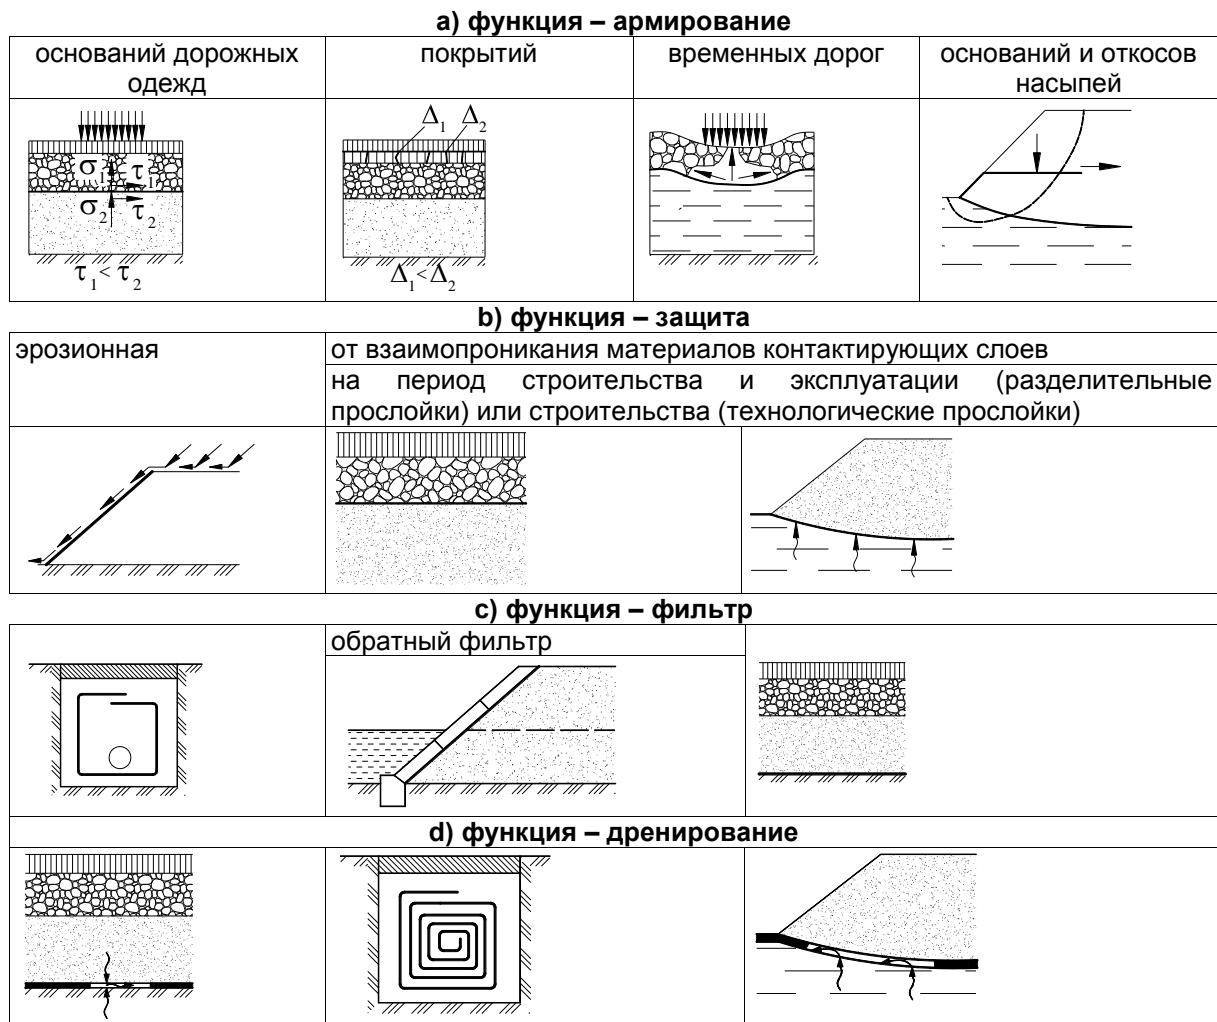 a) функция – армирование
оснований дорожных
одежд
покрытий
временных дорог
оснований и откосов
насыпей
σ₁ τ₁
σ₂ τ₂
τ₁< τ₂
Δ₁ Δ₂
Δ₁<Δ₂
b) функция – защита
эрозионная
от взаимопроникания материалов контактирующих слоев
на период строительства и эксплуатации (разделительные
прослойки) или строительства (технологические прослойки)
c) функция – фильтр
обратный фильтр
d) функция – дренирование